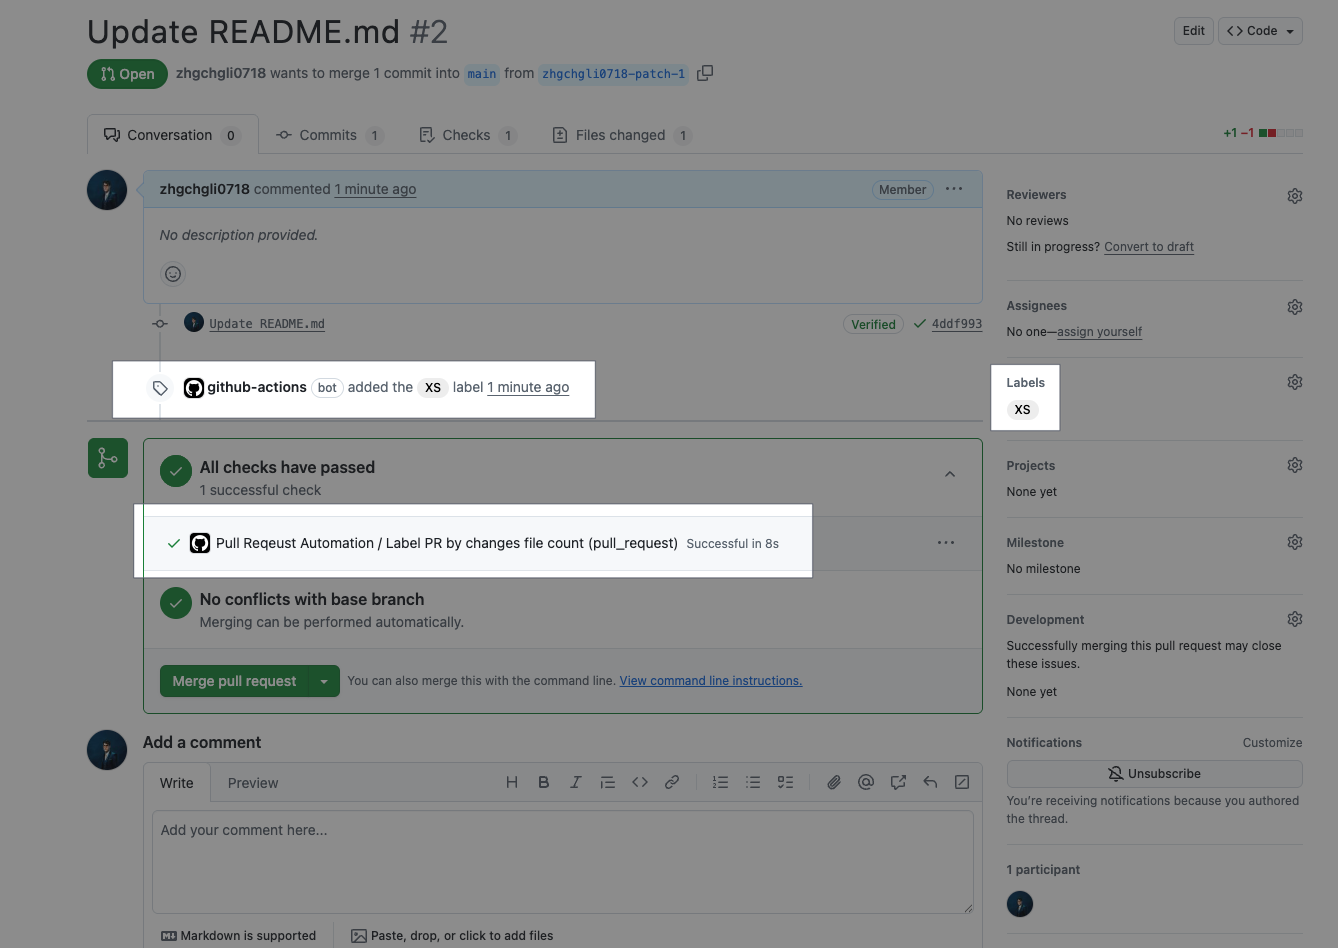 Update README.md #2
Edit
Code
Open
zhgchgli0718 wants to merge 1 commit into main from zhgchgli0718-patch-1
Conversation 0
Commits 1
Checks 1
Files changed 1
+1 −1
zhgchgli0718 commented 1 minute ago
Member
No description provided.
Update README.md
Verified
4ddf993
github-actions bot added the XS label 1 minute ago
All checks have passed
1 successful check
Pull Reqeust Automation / Label PR by changes file count (pull_request) Successful in 8s
No conflicts with base branch
Merging can be performed automatically.
Merge pull request
You can also merge this with the command line. View command line instructions.
Add a comment
Write
Preview
Add your comment here...
Markdown is supported
Paste, drop, or click to add files
Reviewers
No reviews
Still in progress? Convert to draft
Assignees
No one—assign yourself
Labels
XS
Projects
None yet
Milestone
No milestone
Development
Successfully merging this pull request may close
these issues.
None yet
Notifications
Customize
Unsubscribe
You're receiving notifications because you authored
the thread.
1 participant